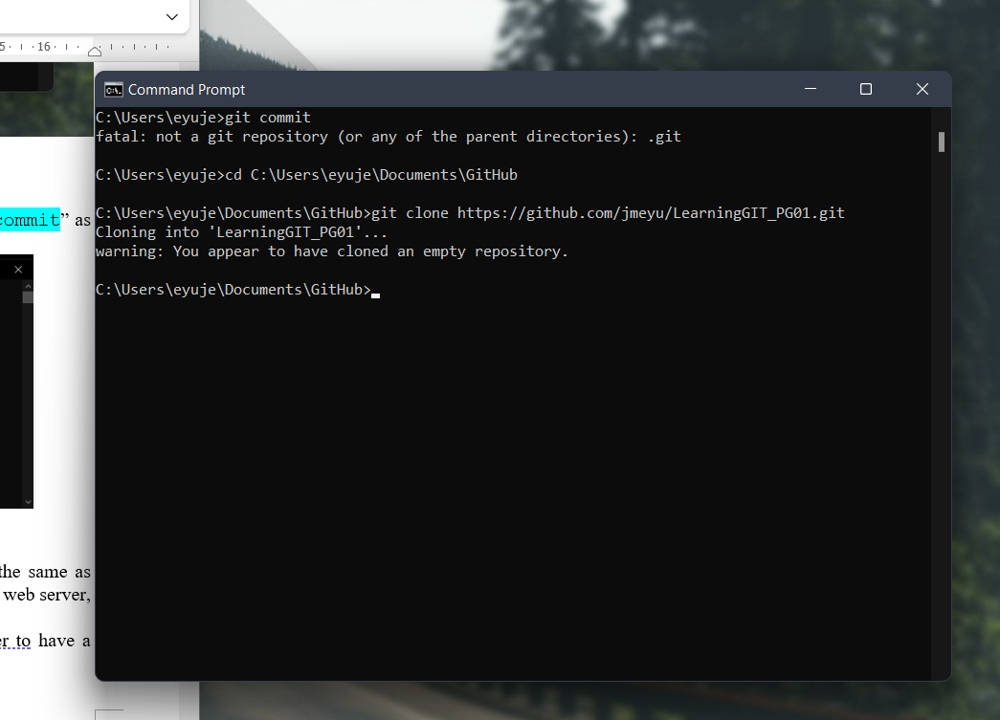 5 · ı · 16 · ı ·
Command Prompt
C:\Users\eyuje>git commit
fatal: not a git repository (or any of the parent directories): .git
C:\Users\eyuje>cd C:\Users\eyuje\Documents\GitHub
C:\Users\eyuje\Documents\GitHub>git clone https://github.com/jmeyu/LearningGIT_PG01.git
Cloning into 'LearningGIT_PG01'...
warning: You appear to have cloned an empty repository.
C:\Users\eyuje\Documents\GitHub>
commit” as
the same as
web server,
er to have a